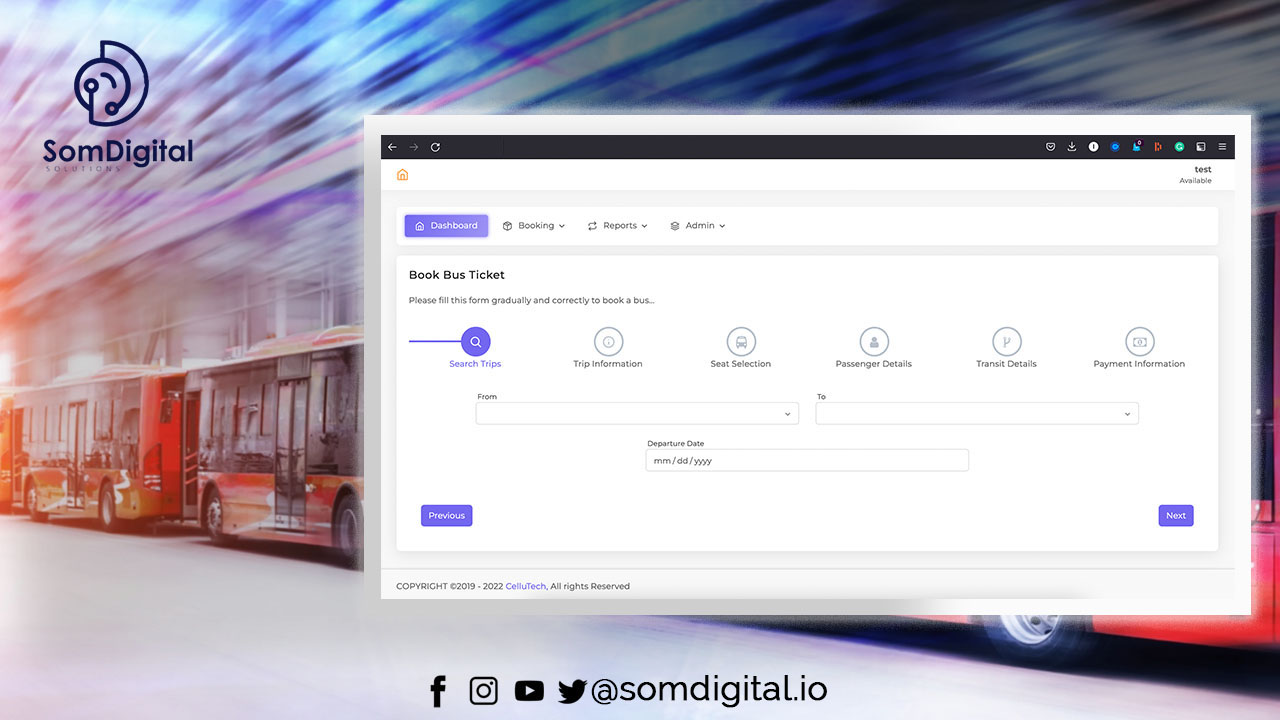 SomDigital
SOLUTIONS
test
Available
Dashboard
Booking
Reports
Admin
Book Bus Ticket
Please fill this form gradually and correctly to book a bus...
Search Trips
Trip Information
Seat Selection
Passenger Details
Transit Details
Payment Information
From
To
Departure Date
mm/dd/yyyy
Previous
Next
COPYRIGHT ©2019 - 2022 CelluTech, All rights Reserved
@somdigital.io